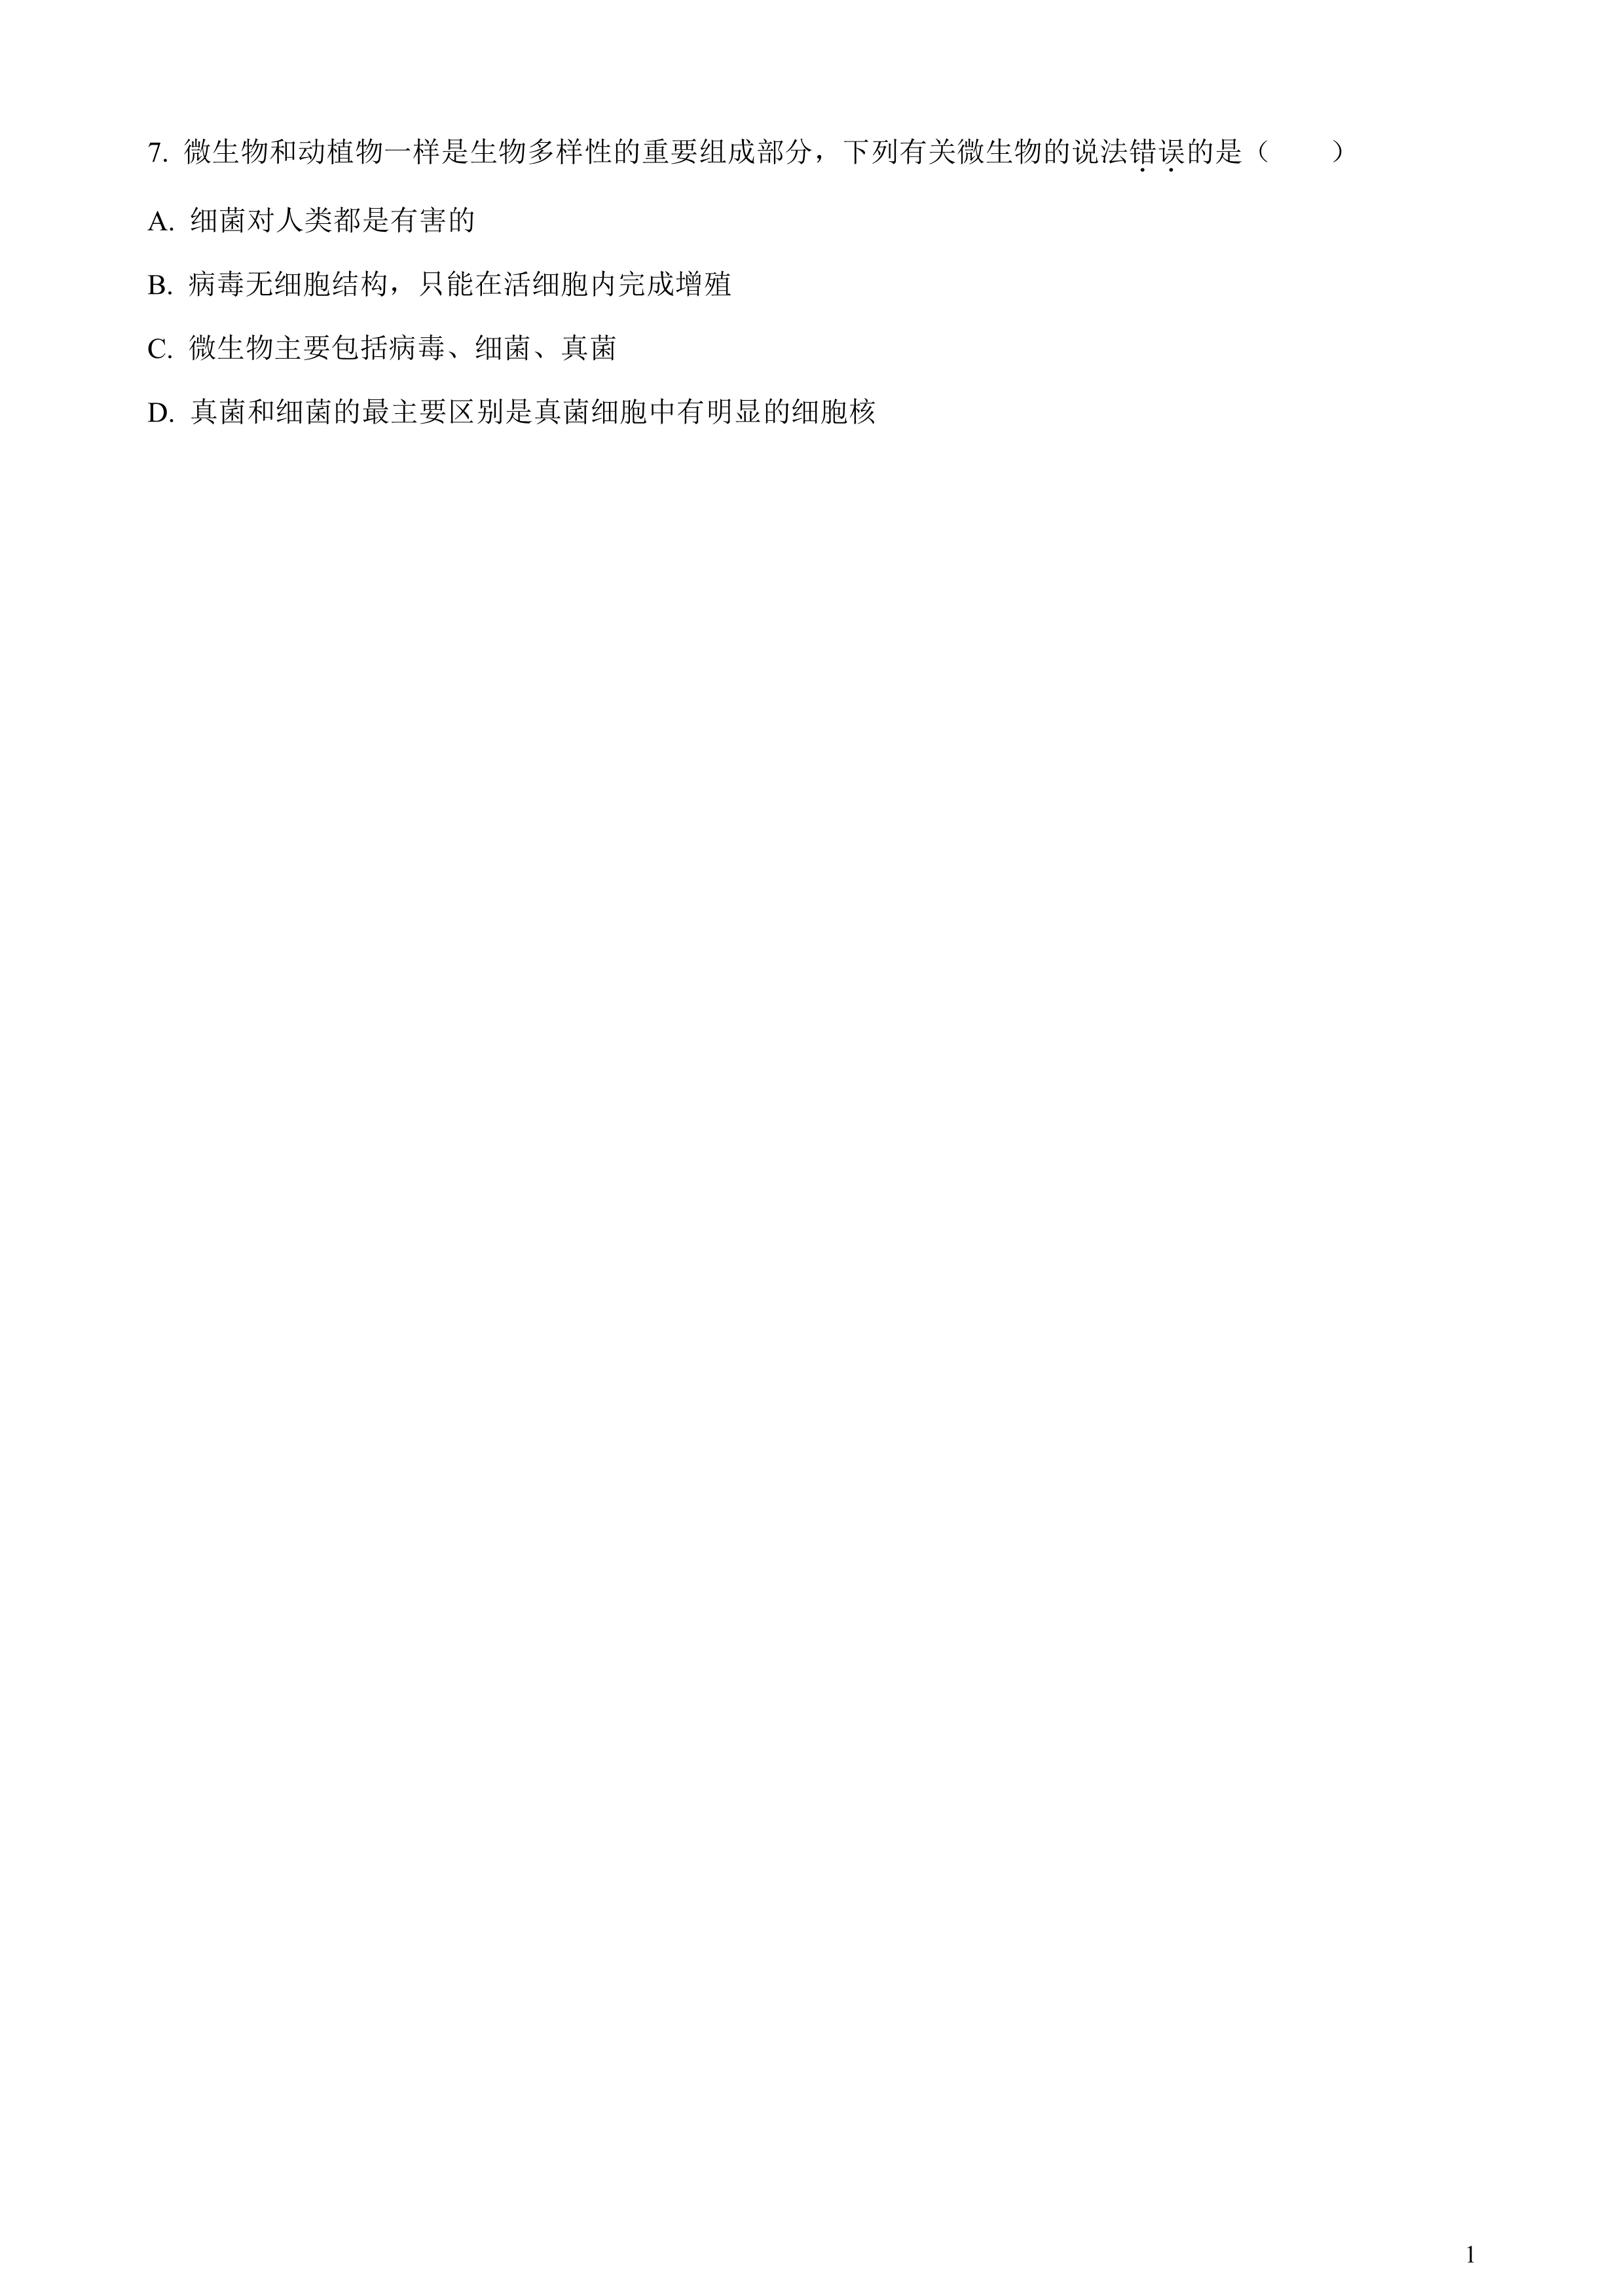 7. 微生物和动植物一样是生物多样性的重要组成部分，下列有关微生物的说法错误的是（　　）
A. 细菌对人类都是有害的
B. 病毒无细胞结构，只能在活细胞内完成增殖
C. 微生物主要包括病毒、细菌、真菌
D. 真菌和细菌的最主要区别是真菌细胞中有明显的细胞核
1